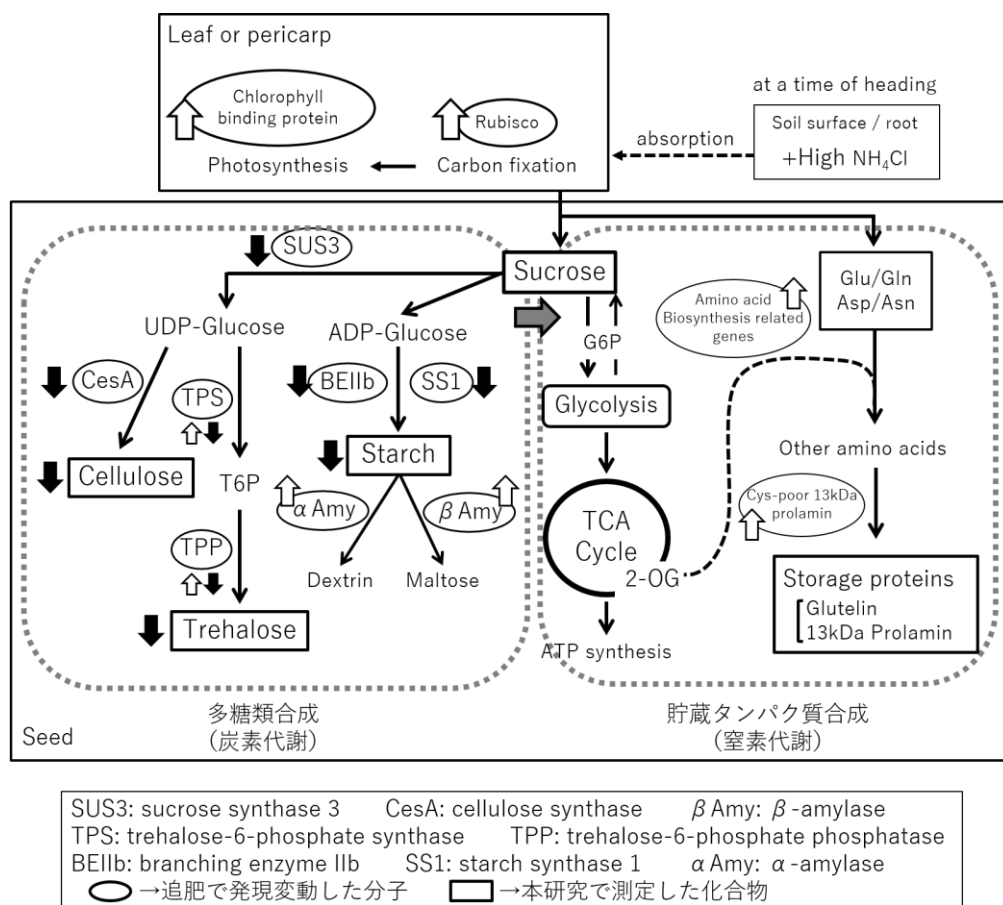 Leaf or pericarp
Chlorophyll
binding protein
Rubisco
Photosynthesis
Carbon fixation
absorption
at a time of heading
Soil surface / root
+High NH₄Cl
SUS3
Sucrose
UDP-Glucose
ADP-Glucose
G6P
Amino acid
Biosynthesis related
genes
Glu/Gln
Asp/Asn
CesA
TPS
BEIIb
SS1
Glycolysis
Cellulose
T6P
Starch
Other amino acids
α Amy
β Amy
TCA
Cycle
2-OG
Cys-poor 13kDa
prolamin
TPP
Dextrin
Maltose
Storage proteins
Glutelin
13kDa Prolamin
Trehalose
ATP synthesis
多糖類合成
(炭素代謝)
貯蔵タンパク質合成
(窒素代謝)
Seed
SUS3: sucrose synthase 3 CesA: cellulose synthase β Amy: β-amylase
TPS: trehalose-6-phosphate synthase TPP: trehalose-6-phosphate phosphatase
BEIIb: branching enzyme IIb SS1: starch synthase 1 α Amy: α-amylase
→追肥で発現変動した分子 →本研究で測定した化合物